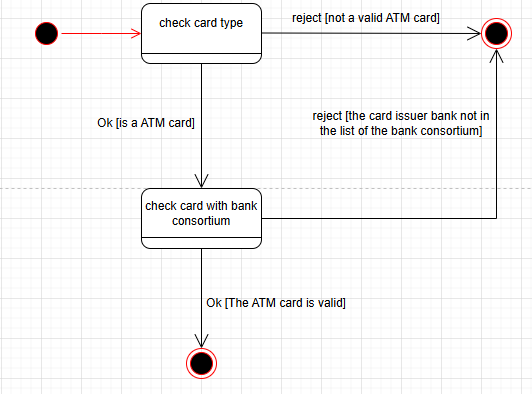 check card type
reject [not a valid ATM card]
Ok [is a ATM card]
reject [the card issuer bank not in
the list of the bank consortium]
check card with bank
consortium
Ok [The ATM card is valid]